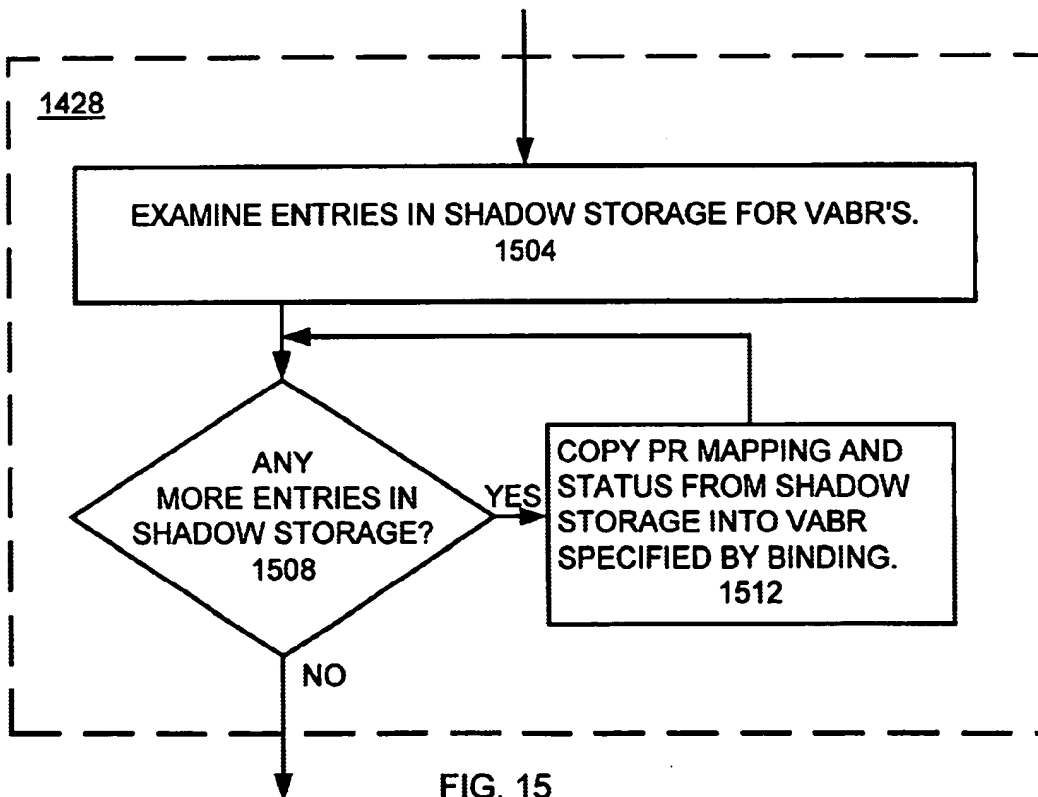 1428
EXAMINE ENTRIES IN SHADOW STORAGE FOR VABR'S.
1504
ANY
MORE ENTRIES IN
SHADOW STORAGE?
1508
YES
COPY PR MAPPING AND
STATUS FROM SHADOW
STORAGE INTO VABR
SPECIFIED BY BINDING.
1512
NO
FIG. 15